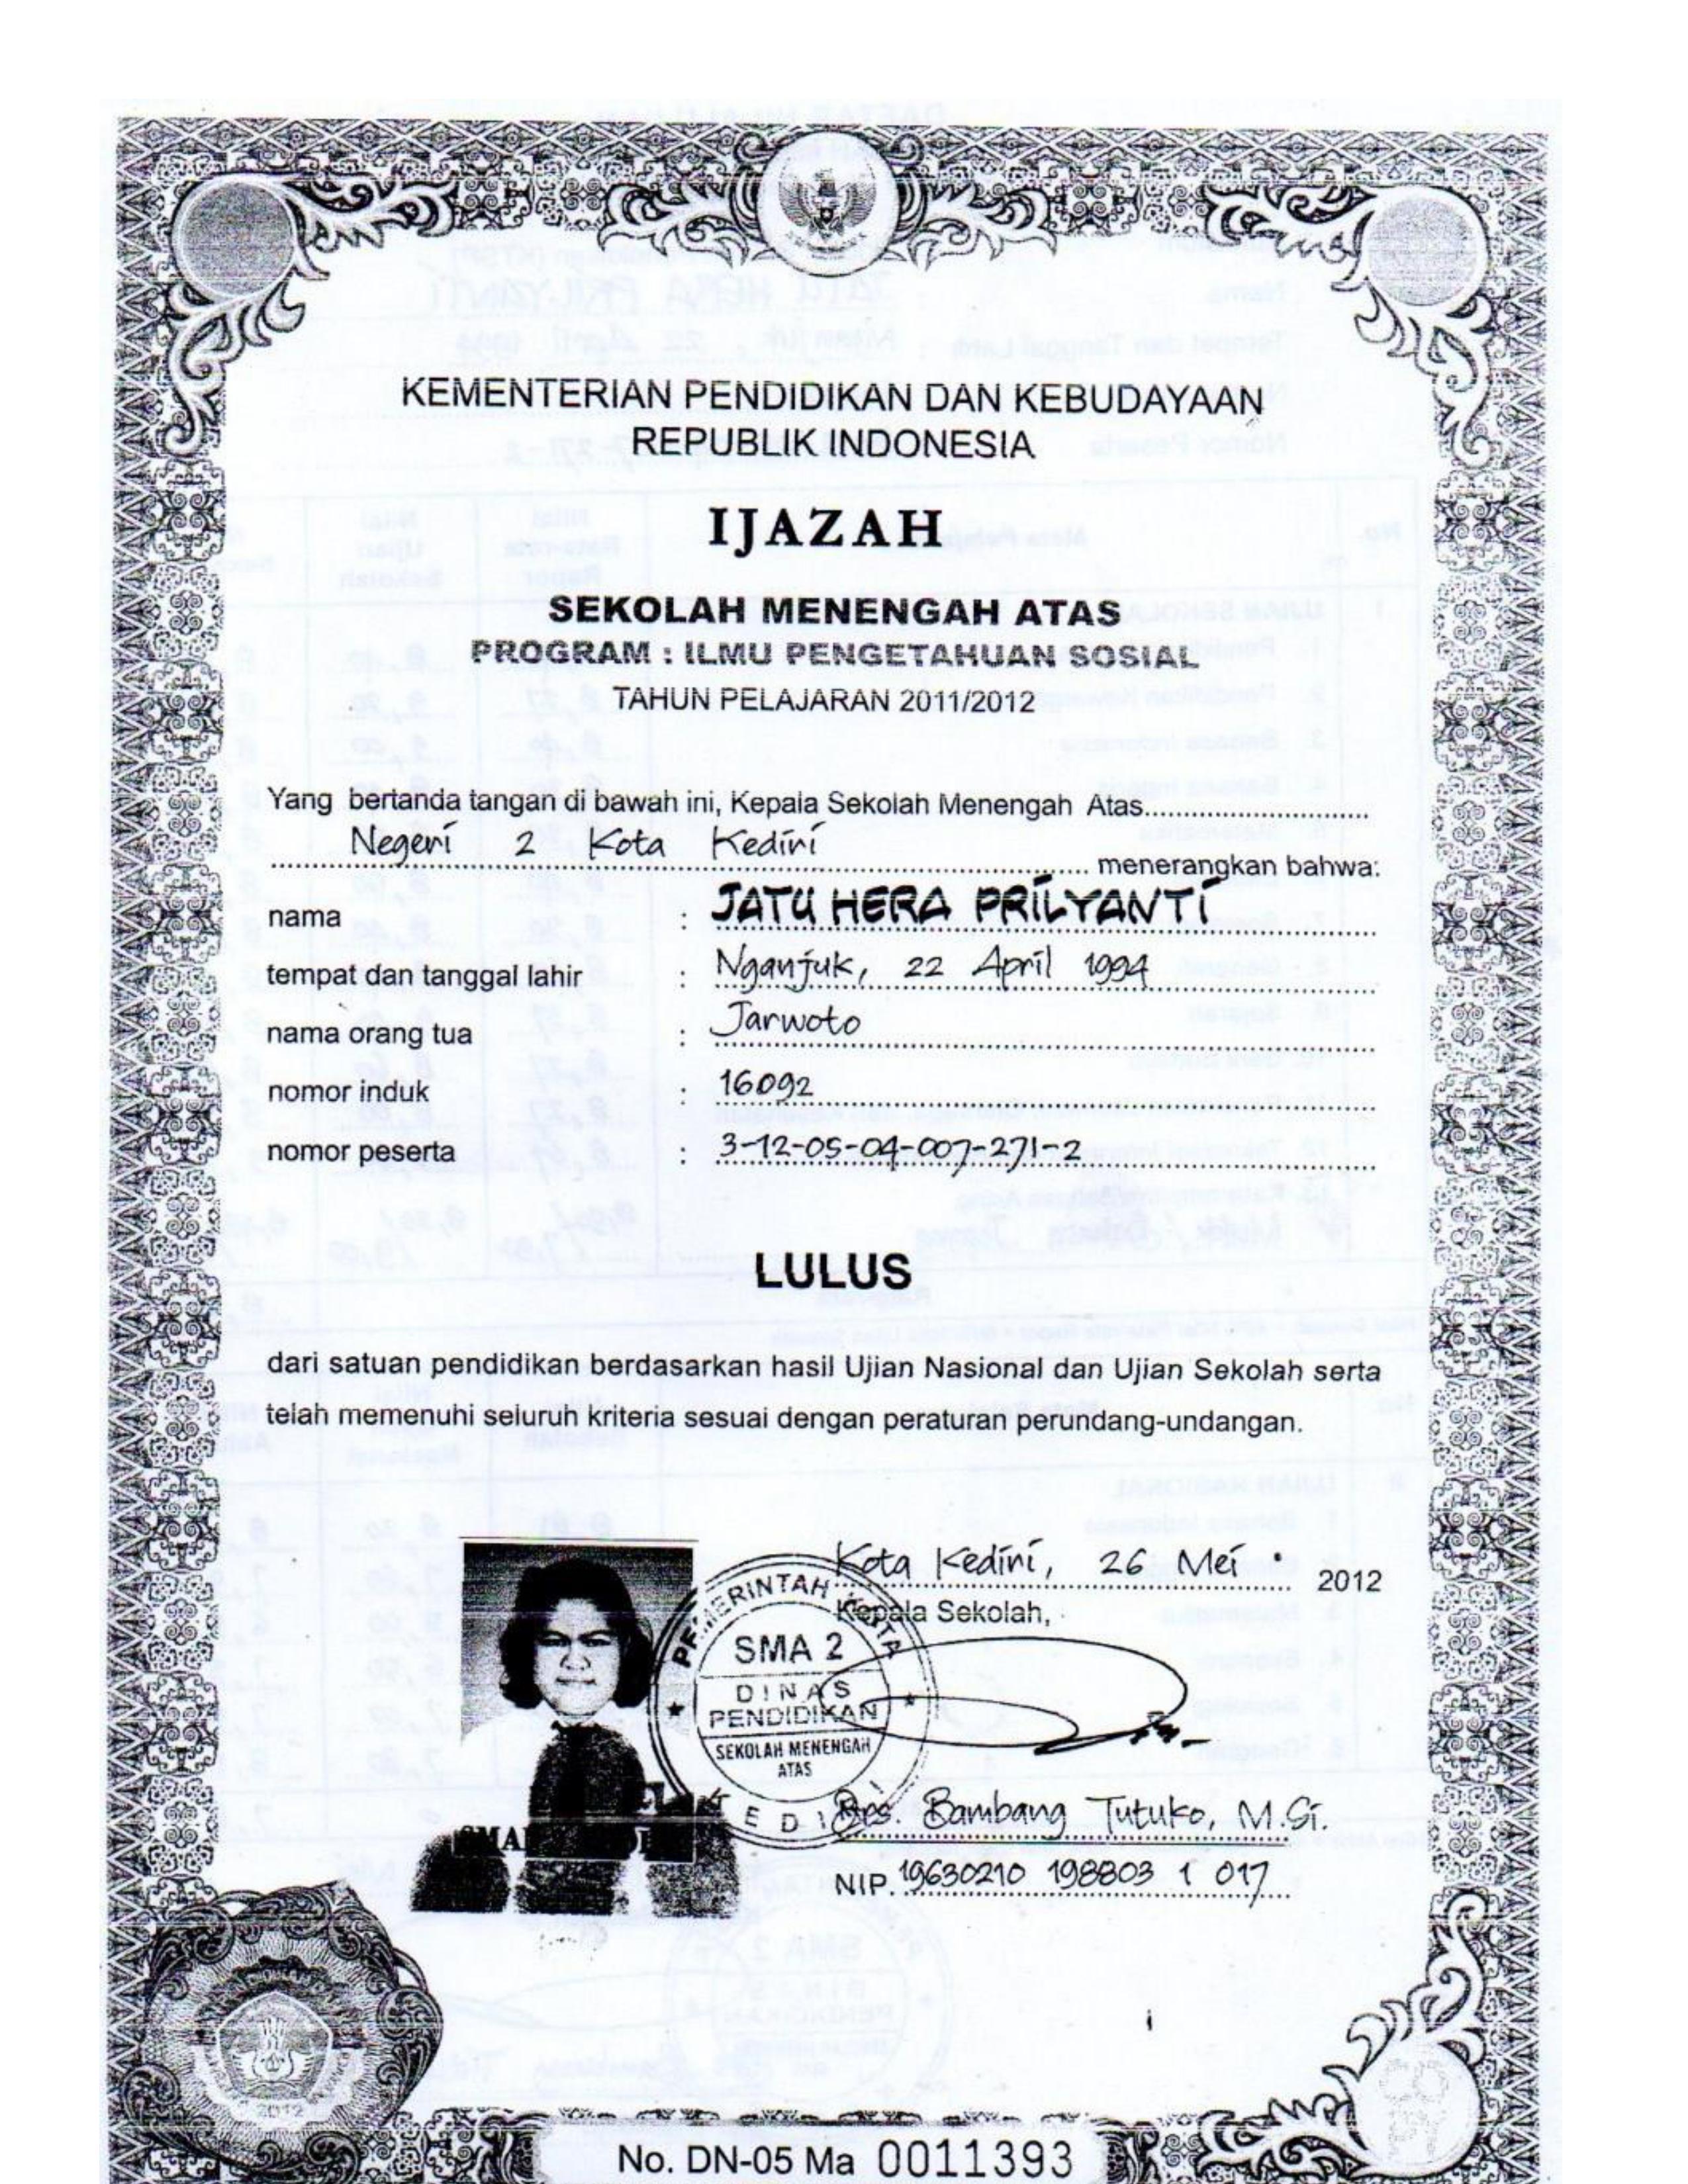 KEMENTERIAN PENDIDIKAN DAN KEBUDAYAAN
REPUBLIK INDONESIA
IJAZAH
SEKOLAH MENENGAH ATAS
PROGRAM : ILMU PENGETAHUAN SOSIAL
TAHUN PELAJARAN 2011/2012
Yang bertanda tangan di bawah ini, Kepala Sekolah Menengah Atas
Negeri 2 Kota Kediri menerangkan bahwa:
nama : JATU HERA PRILYANTI
tempat dan tanggal lahir : Nganjuk, 22 April 1994
nama orang tua : Jarwoto
nomor induk : 16092
nomor peserta : 3-12-05-04-007-271-2
LULUS
dari satuan pendidikan berdasarkan hasil Ujian Nasional dan Ujian Sekolah serta
telah memenuhi seluruh kriteria sesuai dengan peraturan perundang-undangan.
Kota Kediri, 26 Mei 2012
Kepala Sekolah,
PEMERINTAH KOTA
SMA 2
DINAS
PENDIDIKAN
SEKOLAH MENENGAH
ATAS
KEDIRI
Drs. Bambang Tutuko, M.Si.
NIP. 19630210 198803 1 017
2012
No. DN-05 Ma 0011393